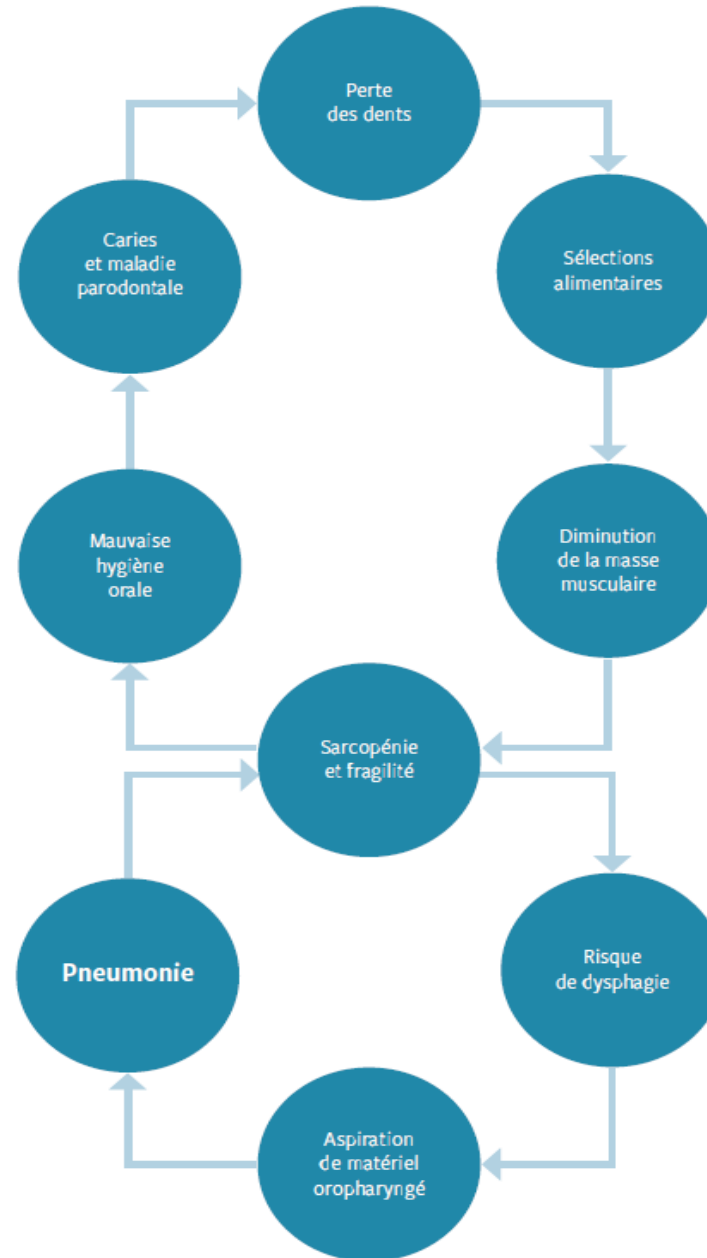 Perte
des dents
Sélections
alimentaires
Diminution
de la masse
musculaire
Sarcopénie
et fragilité
Mauvaise
hygiène
orale
Caries
et maladie
parodontale
Risque
de dysphagie
Aspiration
de matériel
oropharyngé
Pneumonie